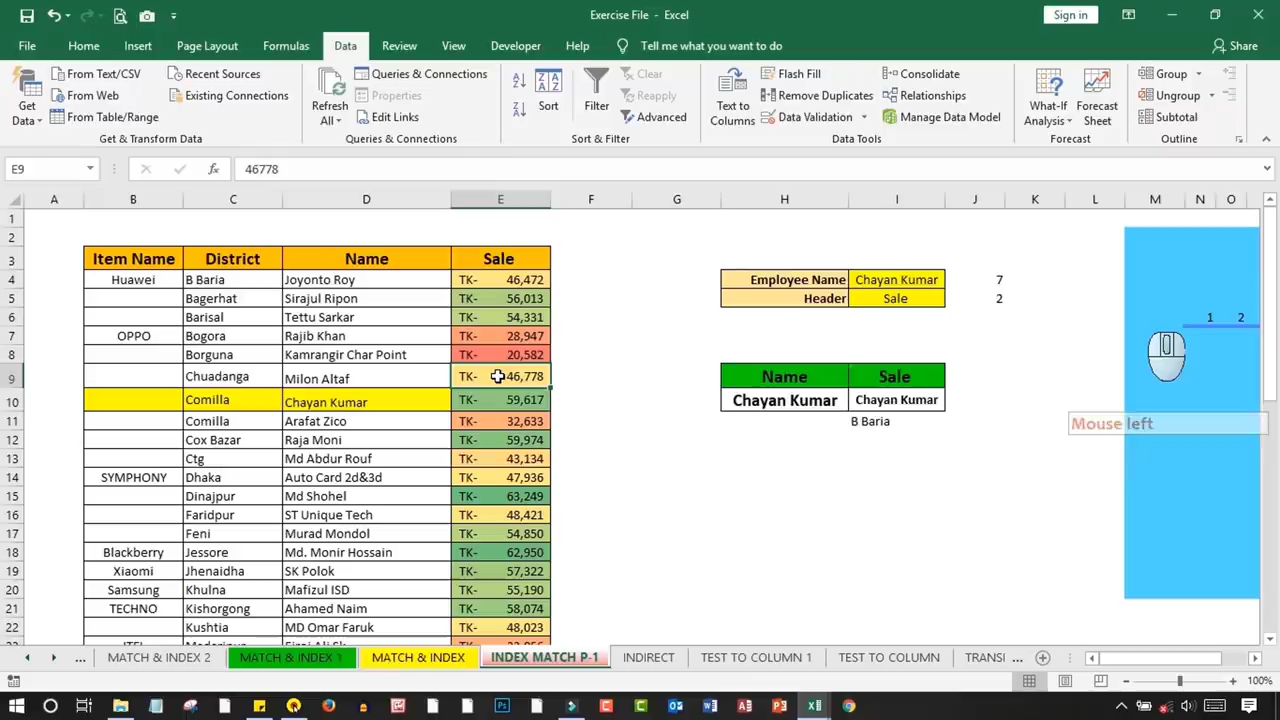 Exercise File - Excel
Sign in
File Home Insert Page Layout Formulas Data Review View Developer Help Tell me what you want to do Share
Get Data
From Text/CSV
From Web
From Table/Range
Recent Sources
Existing Connections
Get & Transform Data
Refresh All
Queries & Connections
Properties
Edit Links
Queries & Connections
Sort
Filter
Clear
Reapply
Advanced
Sort & Filter
Text to Columns
Flash Fill
Remove Duplicates
Data Validation
Consolidate
Relationships
Manage Data Model
Data Tools
What-If Analysis
Forecast Sheet
Forecast
Group
Ungroup
Subtotal
Outline
E9 fx 46778
A B C D E F G H I J K L M N O
1
2
3 Item Name District Name Sale
4 Huawei B Baria Joyonto Roy TK- 46,472 Employee Name Chayan Kumar 7
5 Bagerhat Sirajul Ripon TK- 56,013 Header Sale 2
6 Barisal Tettu Sarkar TK- 54,331 1 2
7 OPPO Bogora Rajib Khan TK- 28,947
8 Borguna Kamrangir Char Point TK- 20,582
9 Chuadanga Milon Altaf TK- 46,778 Name Sale
10 Comilla Chayan Kumar TK- 59,617 Chayan Kumar Chayan Kumar
11 Comilla Arafat Zico TK- 32,633 B Baria
Mouse left
12 Cox Bazar Raja Moni TK- 59,974
13 Ctg Md Abdur Rouf TK- 43,134
14 SYMPHONY Dhaka Auto Card 2d&3d TK- 47,936
15 Dinajpur Md Shohel TK- 63,249
16 Faridpur ST Unique Tech TK- 48,421
17 Feni Murad Mondol TK- 54,850
18 Blackberry Jessore Md. Monir Hossain TK- 62,950
19 Xiaomi Jhenaidha SK Polok TK- 57,322
20 Samsung Khulna Mafizul ISD TK- 55,190
21 TECHNO Kishorgong Ahamed Naim TK- 58,074
22 Kushtia MD Omar Faruk TK- 48,023
... MATCH & INDEX 2 MATCH & INDEX 1 MATCH & INDEX INDEX MATCH P-1 INDIRECT TEST TO COLUMN 1 TEST TO COLUMN TRANSI ...
100%